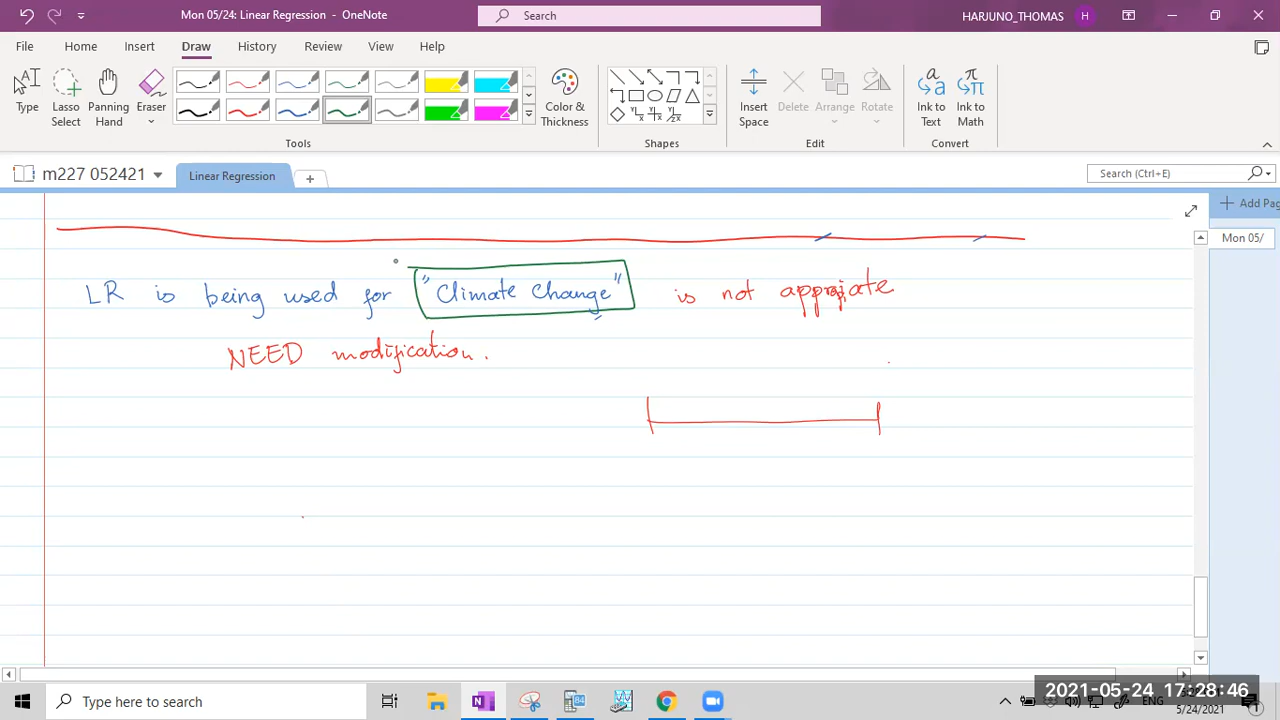 Mon 05/24: Linear Regression - OneNote
Search
HARJUNO_THOMAS H
File Home Insert Draw History Review View Help
Type Lasso Select Panning Hand Eraser
Color & Thickness
Insert Space Delete Arrange Rotate
Ink to Text Ink to Math
Tools Shapes Edit Convert
m227 052421 Linear Regression
Search (Ctrl+E)
Add Pag
Mon 05/
LR is being used for "Climate Change" is not appropriate.
NEED modification.
Type here to search
2021-05-24 17:28:46
ENG
5/24/2021